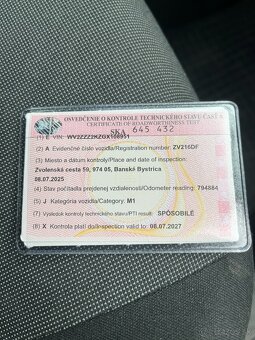 OSVEDČENIE O KONTROLE TECHNICKÉHO STAVU ČASŤ A
CERTIFICATE OF ROADWORTHINESS TEST
SKA 645 432
(1) E VIN:
(2) A Evidenčné číslo vozidla/Registration number: ZV216DF
(3) Miesto a dátum kontroly/Place and date of inspection:
Zvolenská cesta 59, 974 05, Banská Bystrica
08.07.2025
(4) Stav počítadla prejdenej vzdialenosti/Odometer reading: 794884
(5) J Kategória vozidla/Category: M1
(7) Výsledok kontroly technického stavu/PTI result: SPÔSOBILÉ
(8) X Kontrola platí do/Inspection valid to: 08.07.2027